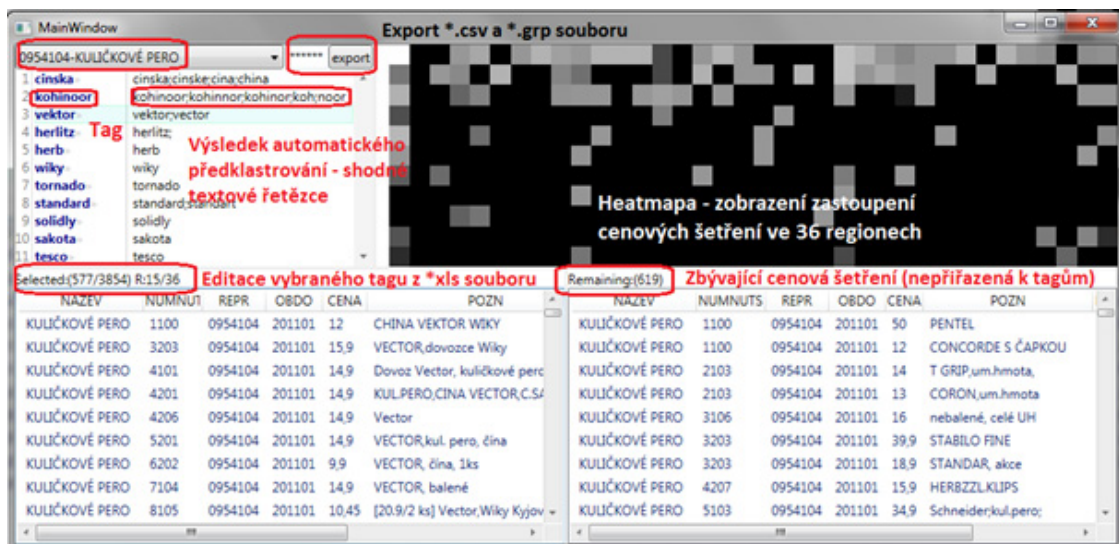 MainWindow
Export *.csv a *.grp souboru
0954104-KULIČKOVÉ PERO ****** export
1 cinska cinska;cinske;cina;china
2 kohinoor kohinoor;kohinnor;kohinor;koh;noor
3 vektor vektor;vector
4 herlitz herlitz;
5 herb herb
6 wiky wiky
7 tornado tornado
8 standard standard;standart
9 solidly solidly
10 sakota sakota
11 tesco tesco
Tag
Výsledek automatického
předklastrování - shodné
textové řetězce
Heatmapa - zobrazení zastoupení
cenových šetření ve 36 regionech
Selected:(577/3854) R:15/36 Editace vybraného tagu z *xls souboru
Remaining:(619) Zbývající cenová šetření (nepřiřazená k tagům)
NÁZEV NUMNUT REPR OBDO CENA POZN
KULIČKOVÉ PERO 1100 0954104 201101 12 CHINA VEKTOR WIKY
KULIČKOVÉ PERO 3203 0954104 201101 15,9 VECTOR,dovozce Wiky
KULIČKOVÉ PERO 4101 0954104 201101 14,9 Dovoz Vector, kuličkové perc
KULIČKOVÉ PERO 4201 0954104 201101 14,9 KUL.PERO,CINA VECTOR,C.SA
KULIČKOVÉ PERO 4206 0954104 201101 14,9 Vector
KULIČKOVÉ PERO 5201 0954104 201101 14,9 VECTOR,kul. pero, čína
KULIČKOVÉ PERO 6202 0954104 201101 9,9 VECTOR, čína, 1ks
KULIČKOVÉ PERO 7104 0954104 201101 14,9 VECTOR, balené
KULIČKOVÉ PERO 8105 0954104 201101 10,45 [20.9/2 ks] Vector,Wiky Kyjov
NÁZEV NUMNUTS REPR OBDO CENA POZN
KULIČKOVÉ PERO 1100 0954104 201101 50 PENTEL
KULIČKOVÉ PERO 1100 0954104 201101 12 CONCORDE S ČAPKOU
KULIČKOVÉ PERO 2103 0954104 201101 14 T GRIP,um.hmota,
KULIČKOVÉ PERO 2103 0954104 201101 13 CORON,um.hmota
KULIČKOVÉ PERO 3106 0954104 201101 16 nebalené, celé UH
KULIČKOVÉ PERO 3203 0954104 201101 39,9 STABILO FINE
KULIČKOVÉ PERO 3203 0954104 201101 18,9 STANDAR, akce
KULIČKOVÉ PERO 4207 0954104 201101 15,9 HERBZZI.KLIPS
KULIČKOVÉ PERO 5103 0954104 201101 34,9 Schneider;kul.pero;